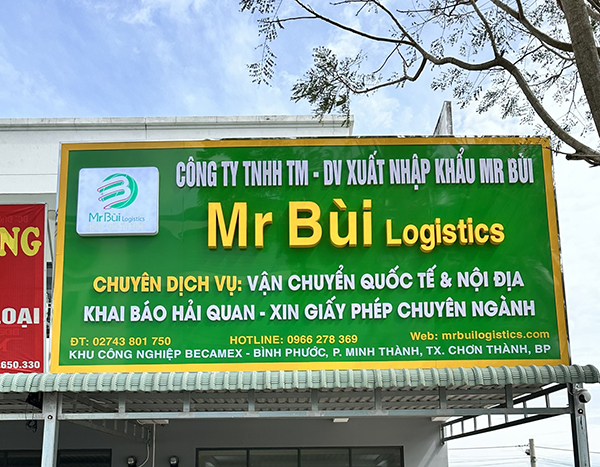 CÔNG TY TNHH TM - DV XUẤT NHẬP KHẨU MR BÙI
Mr Bùi Logistics
Mr Bùi Logistics
CHUYÊN DỊCH VỤ: VẬN CHUYỂN QUỐC TẾ & NỘI ĐỊA
KHAI BÁO HẢI QUAN - XIN GIẤY PHÉP CHUYÊN NGÀNH
ĐT: 02743 801 750 HOTLINE: 0966 278 369 Web: mrbuilogistics.com
KHU CÔNG NGHIỆP BECAMEX - BÌNH PHƯỚC, P. MINH THÀNH, TX. CHƠN THÀNH, BP
NG
OẠI
650.330